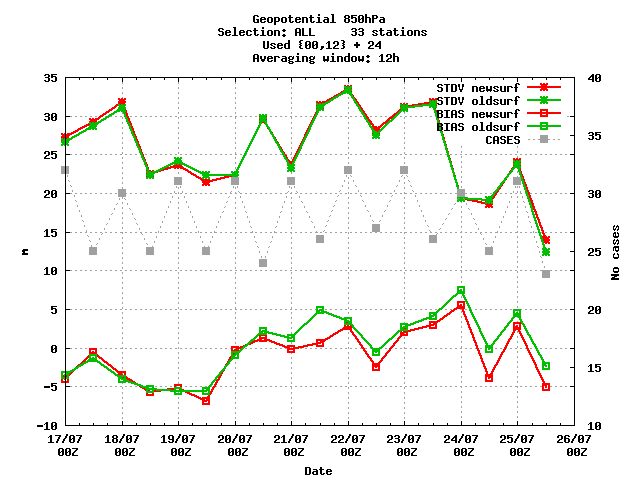 Geopotential 850hPa
Selection: ALL 33 stations
Used {00,12} + 24
Averaging window: 12h
35
30
25
20
15
10
5
0
-5
-10
m
40
35
30
25
20
15
10
No cases
STDV newsurf
STDV oldsurf
BIAS newsurf
BIAS oldsurf
CASES
17/07 18/07 19/07 20/07 21/07 22/07 23/07 24/07 25/07 26/07
00Z 00Z 00Z 00Z 00Z 00Z 00Z 00Z 00Z 00Z
Date